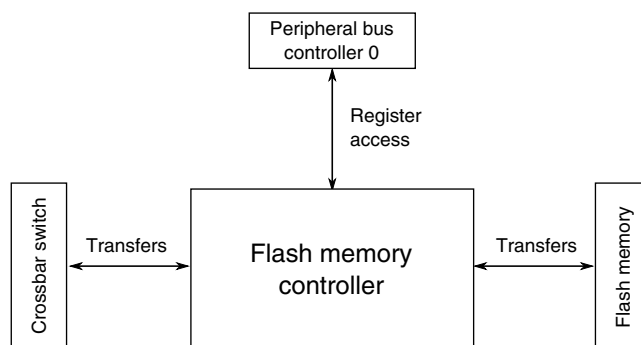 Peripheral bus
controller 0
Register
access
Crossbar switch
Transfers
Flash memory
controller
Transfers
Flash memory